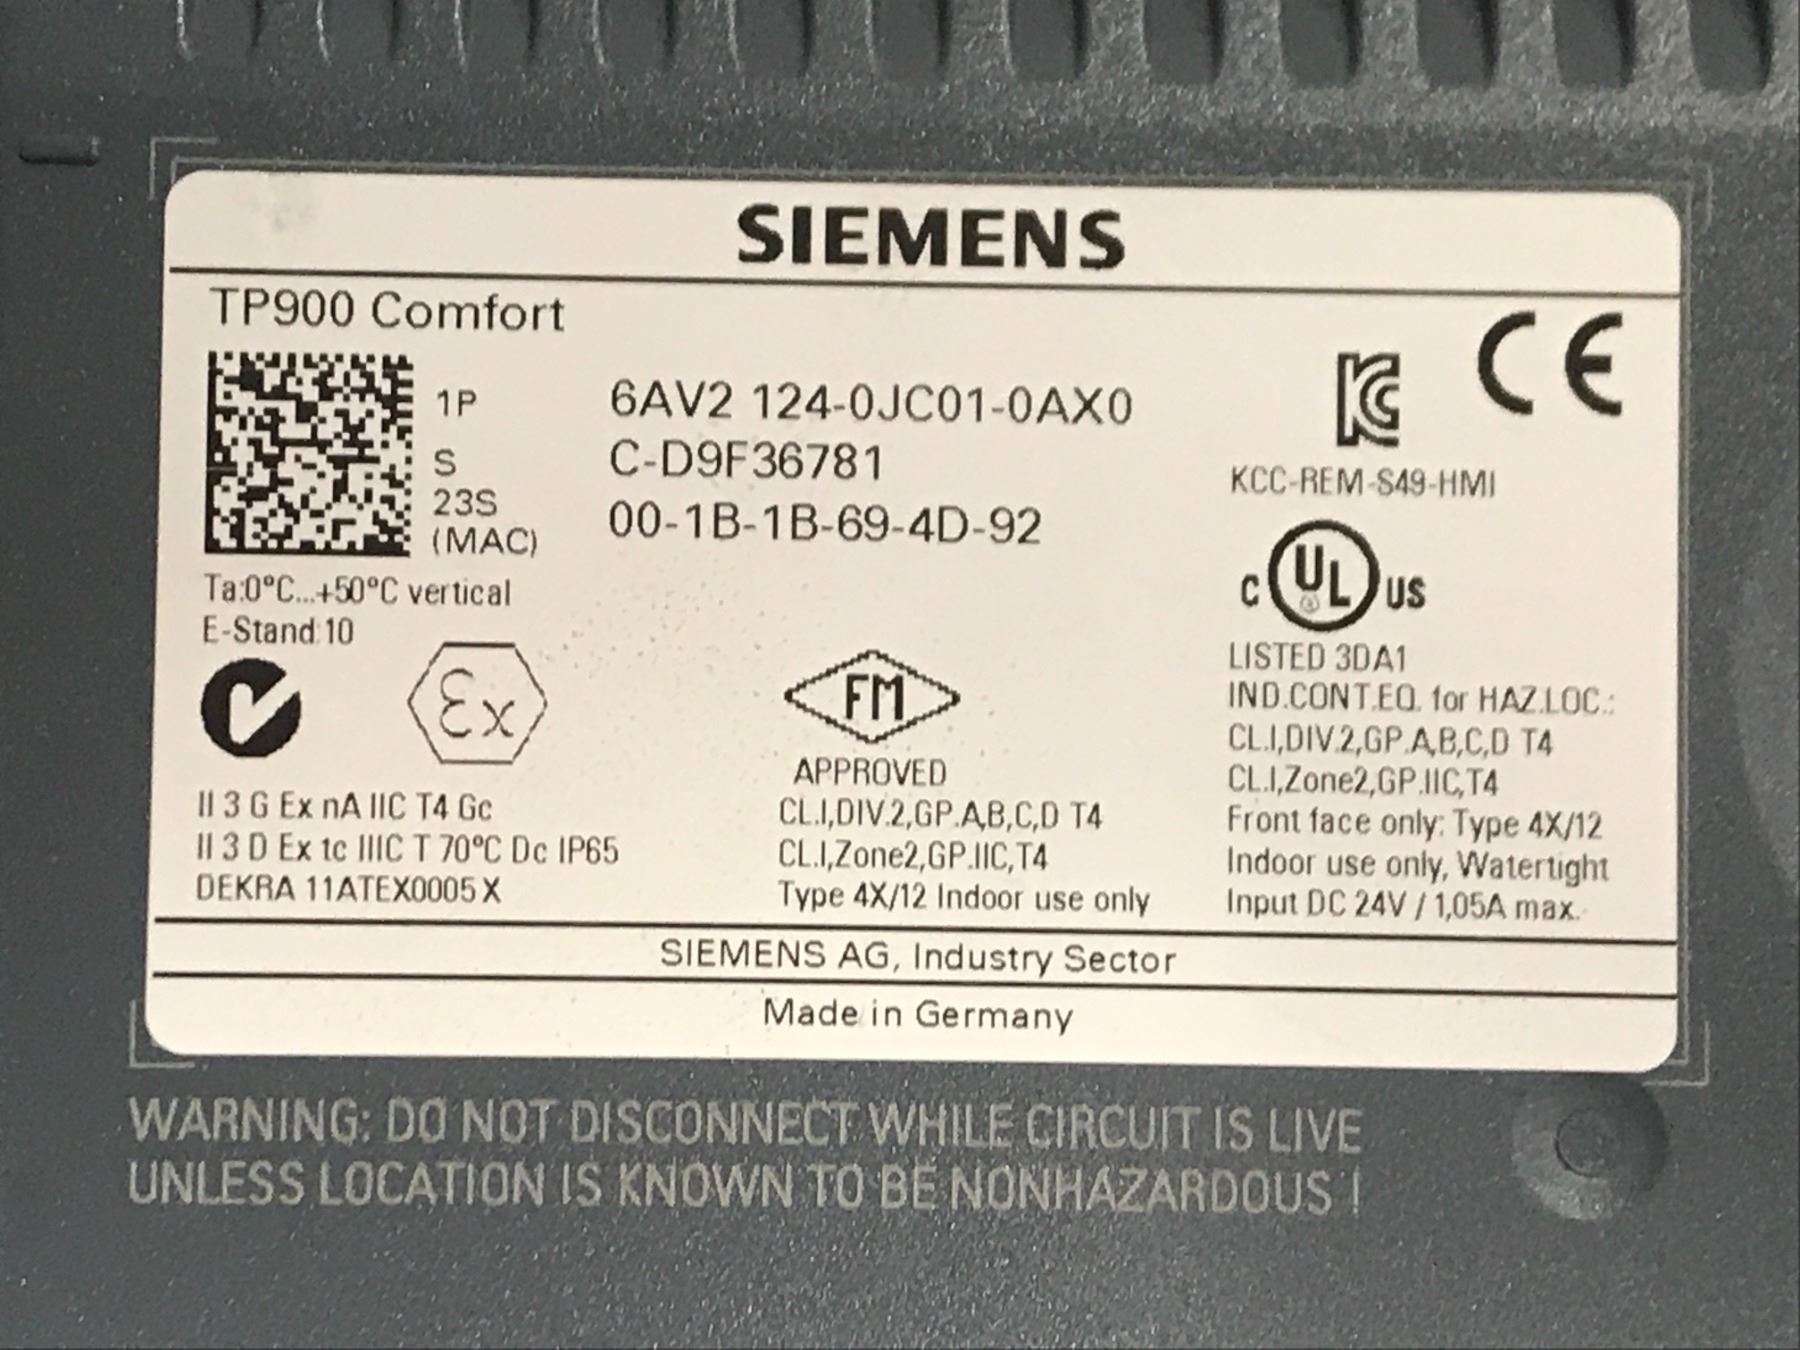 SIEMENS
TP900 Comfort
1P 6AV2 124-0JC01-0AX0
S C-D9F36781
23S
(MAC) 00-1B-1B-69-4D-92
Ta:0°C...+50°C vertical
E-Stand:10
Ex
II 3 G Ex nA IIC T4 Gc
II 3 D Ex tc IIIC T 70°C Dc IP65
DEKRA 11ATEX0005 X
FM
APPROVED
CL.I,DIV.2,GP.A,B,C,D T4
CL.I,Zone2,GP.IIC,T4
Type 4X/12 Indoor use only
CE
KCC-REM-S49-HMI
C UL US
LISTED 3DA1
IND.CONT.EQ. for HAZ.LOC.:
CL.I,DIV.2,GP.A,B,C,D T4
CL.I,Zone2,GP.IIC,T4
Front face only: Type 4X/12
Indoor use only, Watertight
Input DC 24V / 1,05A max.
SIEMENS AG, Industry Sector
Made in Germany
WARNING: DO NOT DISCONNECT WHILE CIRCUIT IS LIVE
UNLESS LOCATION IS KNOWN TO BE NONHAZARDOUS !